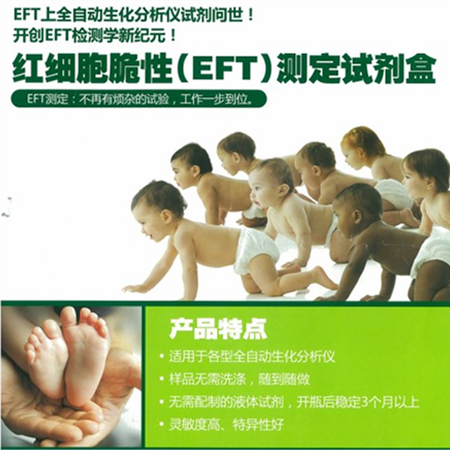 EFT上全自动生化分析仪试剂问世！
开创EFT检测学新纪元！
红细胞脆性（EFT）测定试剂盒
EFT测定：不再有烦杂的试验，工作一步到位。
产品特点
• 适用于各型全自动生化分析仪
• 样品无需洗涤，随到随做
• 无需配制的液体试剂，开瓶后稳定3个月以上
• 灵敏度高、特异性好